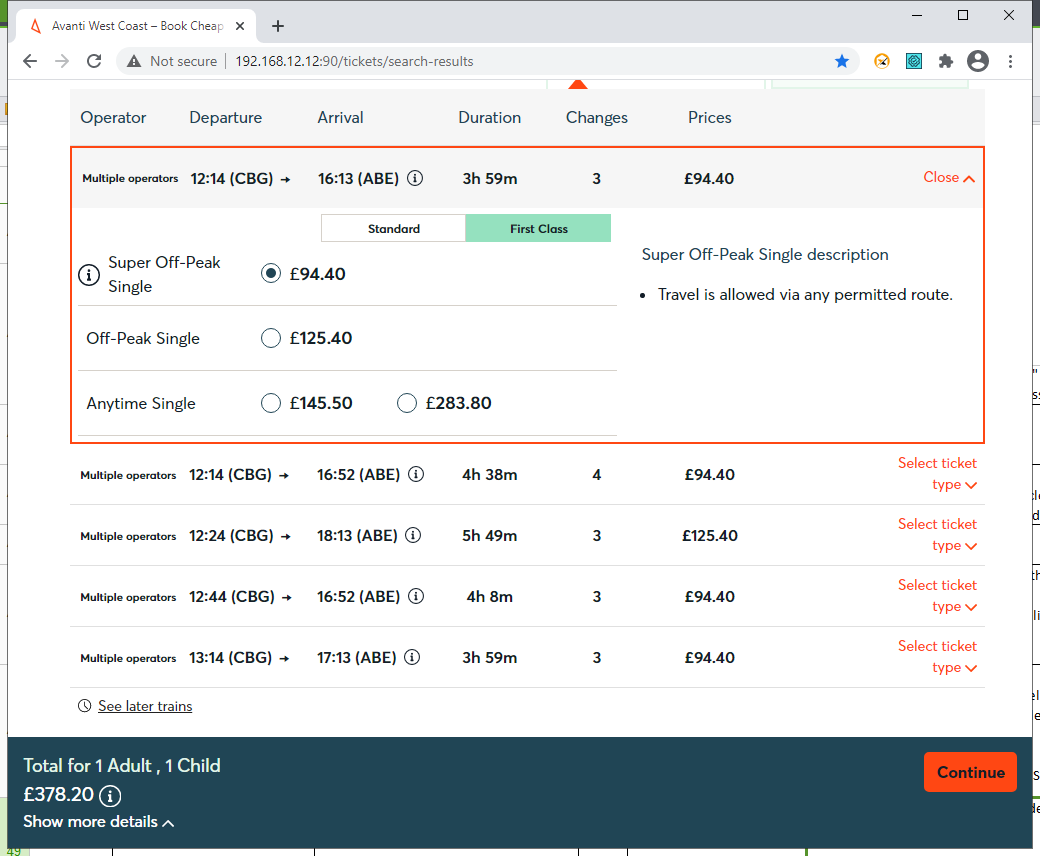 Avanti West Coast – Book Cheap
Not secure 192.168.12.12:90/tickets/search-results
Operator Departure Arrival Duration Changes Prices
Multiple operators 12:14 (CBG) → 16:13 (ABE) 3h 59m 3 £94.40 Close
Standard First Class
Super Off-Peak Single £94.40
Off-Peak Single £125.40
Anytime Single £145.50 £283.80
Super Off-Peak Single description
• Travel is allowed via any permitted route.
Multiple operators 12:14 (CBG) → 16:52 (ABE) 4h 38m 4 £94.40 Select ticket type
Multiple operators 12:24 (CBG) → 18:13 (ABE) 5h 49m 3 £125.40 Select ticket type
Multiple operators 12:44 (CBG) → 16:52 (ABE) 4h 8m 3 £94.40 Select ticket type
Multiple operators 13:14 (CBG) → 17:13 (ABE) 3h 59m 3 £94.40 Select ticket type
See later trains
Total for 1 Adult , 1 Child
£378.20
Show more details
Continue
49